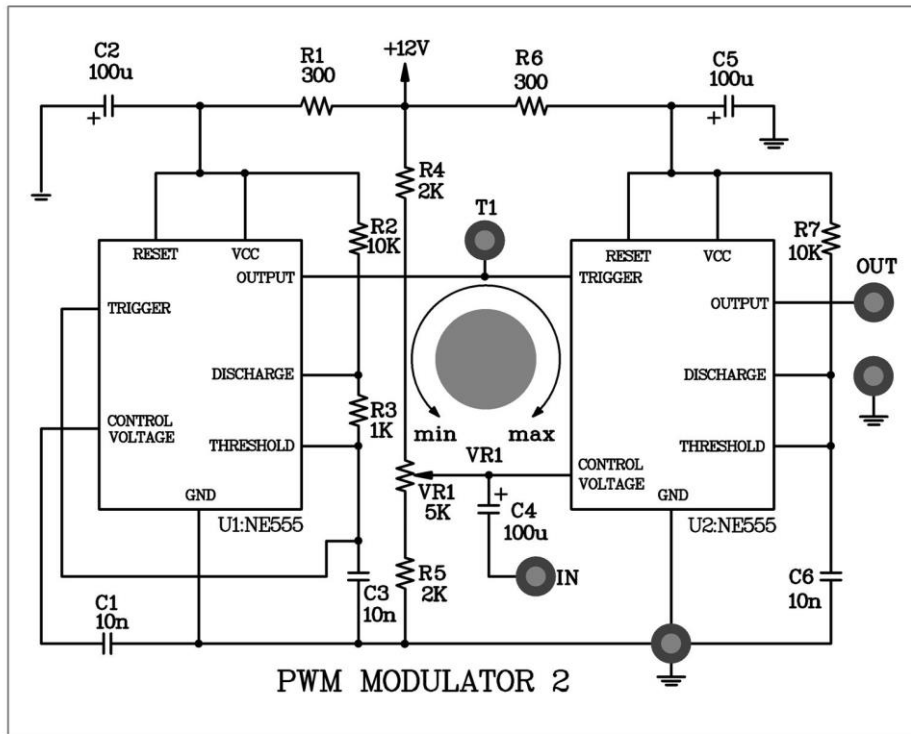 C2
100u
R1
300
+12V
R6
300
C5
100u
+
+
R4
2K
T1
R2
10K
R7
10K
RESET
VCC
OUTPUT
TRIGGER
DISCHARGE
CONTROL
VOLTAGE
THRESHOLD
GND
U1:NE555
R3
1K
min
max
VR1
VR1
5K
+
C4
100u
IN
R5
2K
C1
10n
C3
10n
RESET
VCC
TRIGGER
OUTPUT
OUT
DISCHARGE
THRESHOLD
CONTROL
VOLTAGE
GND
U2:NE555
C6
10n
PWM MODULATOR 2